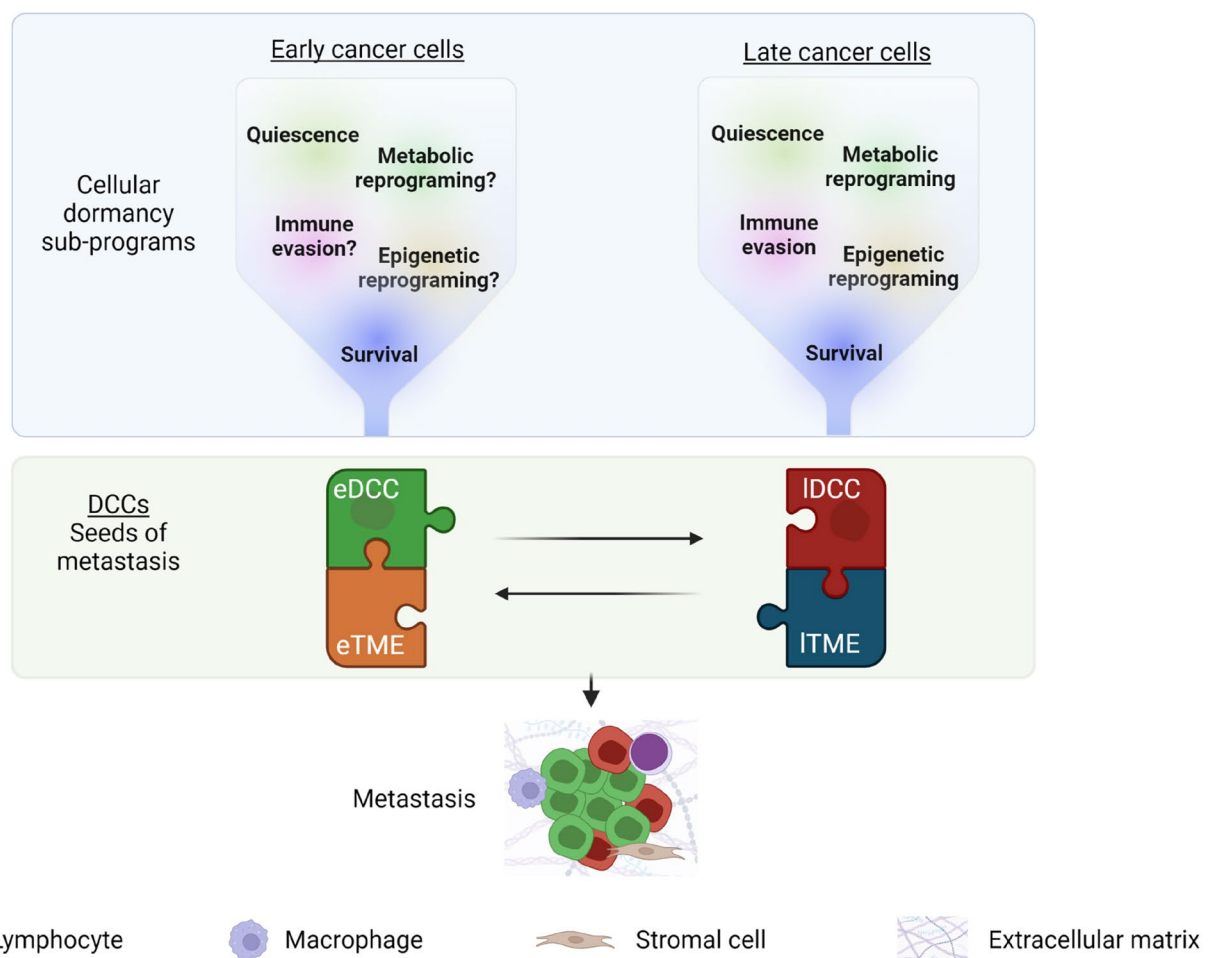 Early cancer cells
Late cancer cells
Cellular
dormancy
sub-programs
Quiescence
Metabolic
reprograming?
Immune
evasion?
Epigenetic
reprograming?
Survival
Quiescence
Metabolic
reprograming
Immune
evasion
Epigenetic
reprograming
Survival
DCCs
Seeds of
metastasis
eDCC
eTME
lDCC
lTME
Metastasis
Lymphocyte
Macrophage
Stromal cell
Extracellular matrix